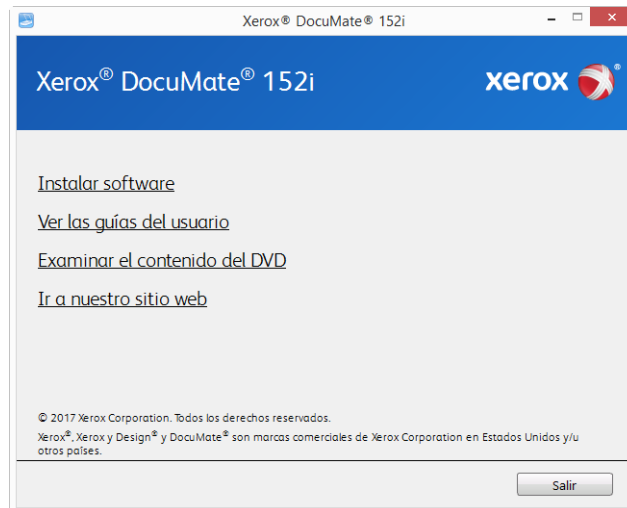 Xerox® DocuMate® 152i
Xerox® DocuMate® 152i
xerox ®
Instalar software
Ver las guías del usuario
Examinar el contenido del DVD
Ir a nuestro sitio web
© 2017 Xerox Corporation. Todos los derechos reservados.
Xerox®, Xerox y Design® y DocuMate® son marcas comerciales de Xerox Corporation en Estados Unidos y/u
otros países.
Salir